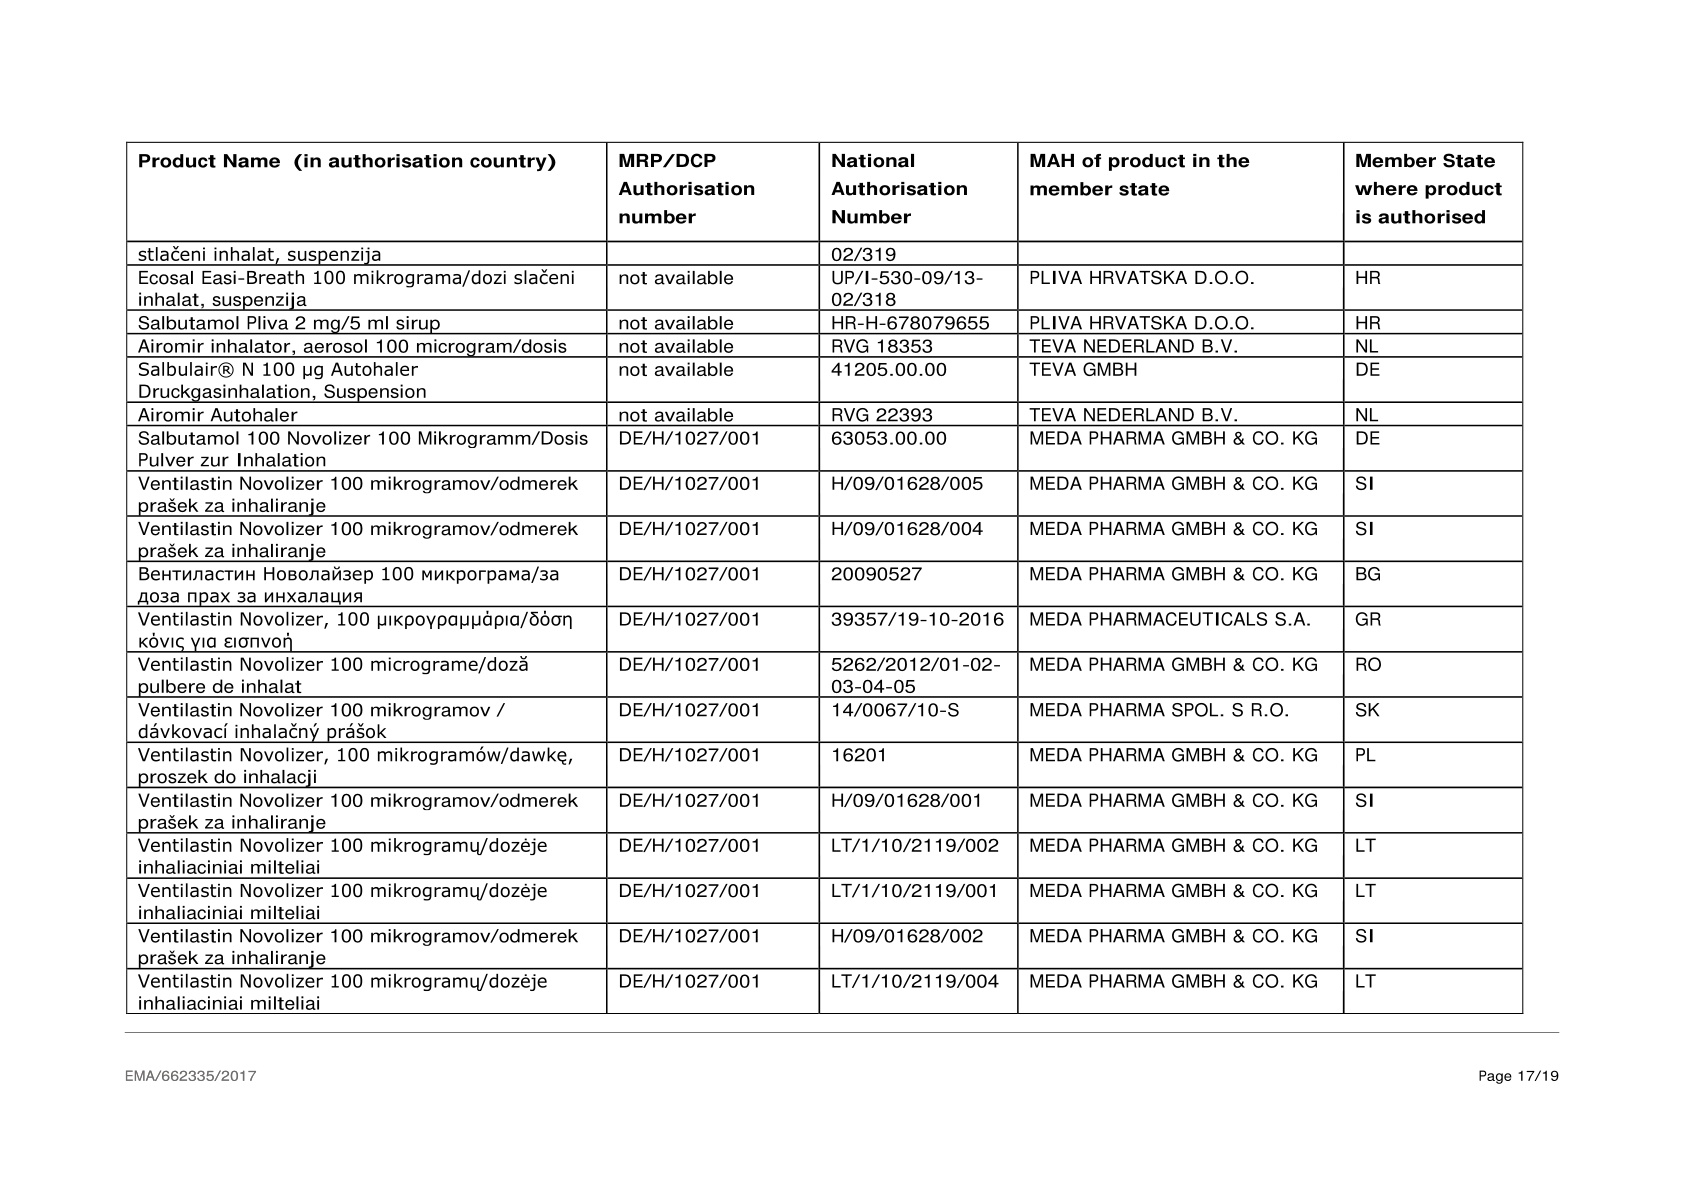 Product Name  (in authorisation country)
MRP/DCP
Authorisation
number
National
Authorisation
Number
MAH of product in the
member state
Member State
where product
is authorised
stlačeni inhalat, suspenzija
02/319
Ecosal Easi-Breath 100 mikrograma/dozi slačeni
inhalat, suspenzija
not available
UP/I-530-09/13-
02/318
PLIVA HRVATSKA D.O.O.
HR
Salbutamol Pliva 2 mg/5 ml sirup
not available
HR-H-678079655
PLIVA HRVATSKA D.O.O.
HR
Airomir inhalator, aerosol 100 microgram/dosis
not available
RVG 18353
TEVA NEDERLAND B.V.
NL
Salbulair® N 100 µg Autohaler
Druckgasinhalation, Suspension
not available
41205.00.00
TEVA GMBH
DE
Airomir Autohaler
not available
RVG 22393
TEVA NEDERLAND B.V.
NL
Salbutamol 100 Novolizer 100 Mikrogramm/Dosis
Pulver zur Inhalation
DE/H/1027/001
63053.00.00
MEDA PHARMA GMBH & CO. KG
DE
Ventilastin Novolizer 100 mikrogramov/odmerek
prašek za inhaliranje
DE/H/1027/001
H/09/01628/005
MEDA PHARMA GMBH & CO. KG
SI
Ventilastin Novolizer 100 mikrogramov/odmerek
prašek za inhaliranje
DE/H/1027/001
H/09/01628/004
MEDA PHARMA GMBH & CO. KG
SI
Вентиластин Новолайзер 100 микрограма/за
доза прах за инхалация
DE/H/1027/001
20090527
MEDA PHARMA GMBH & CO. KG
BG
Ventilastin Novolizer, 100 μικρογραμμάρια/δόση
κόνις για εισπνοή
DE/H/1027/001
39357/19-10-2016
MEDA PHARMACEUTICALS S.A.
GR
Ventilastin Novolizer 100 micrograme/doză
pulbere de inhalat
DE/H/1027/001
5262/2012/01-02-
03-04-05
MEDA PHARMA GMBH & CO. KG
RO
Ventilastin Novolizer 100 mikrogramov /
dávkovací inhalačný prášok
DE/H/1027/001
14/0067/10-S
MEDA PHARMA SPOL. S R.O.
SK
Ventilastin Novolizer, 100 mikrogramów/dawkę,
proszek do inhalacji
DE/H/1027/001
16201
MEDA PHARMA GMBH & CO. KG
PL
Ventilastin Novolizer 100 mikrogramov/odmerek
prašek za inhaliranje
DE/H/1027/001
H/09/01628/001
MEDA PHARMA GMBH & CO. KG
SI
Ventilastin Novolizer 100 mikrogramų/dozėje
inhaliaciniai milteliai
DE/H/1027/001
LT/1/10/2119/002
MEDA PHARMA GMBH & CO. KG
LT
Ventilastin Novolizer 100 mikrogramų/dozėje
inhaliaciniai milteliai
DE/H/1027/001
LT/1/10/2119/001
MEDA PHARMA GMBH & CO. KG
LT
Ventilastin Novolizer 100 mikrogramov/odmerek
prašek za inhaliranje
DE/H/1027/001
H/09/01628/002
MEDA PHARMA GMBH & CO. KG
SI
Ventilastin Novolizer 100 mikrogramų/dozėje
inhaliaciniai milteliai
DE/H/1027/001
LT/1/10/2119/004
MEDA PHARMA GMBH & CO. KG
LT
EMA/662335/2017
Page 17/19